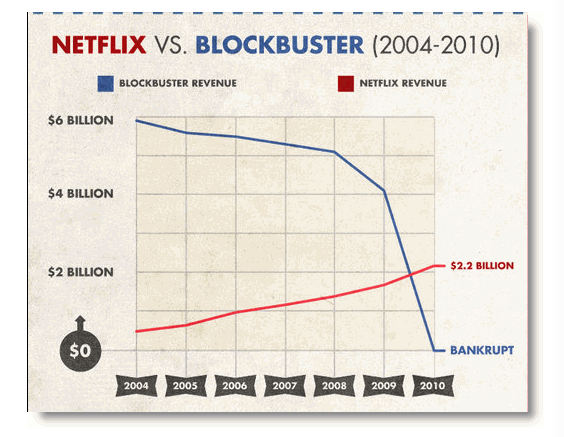 NETFLIX VS. BLOCKBUSTER (2004-2010)
BLOCKBUSTER REVENUE
NETFLIX REVENUE
$6 BILLION
$4 BILLION
$2 BILLION
$2.2 BILLION
$0
BANKRUPT
2004 2005 2006 2007 2008 2009 2010